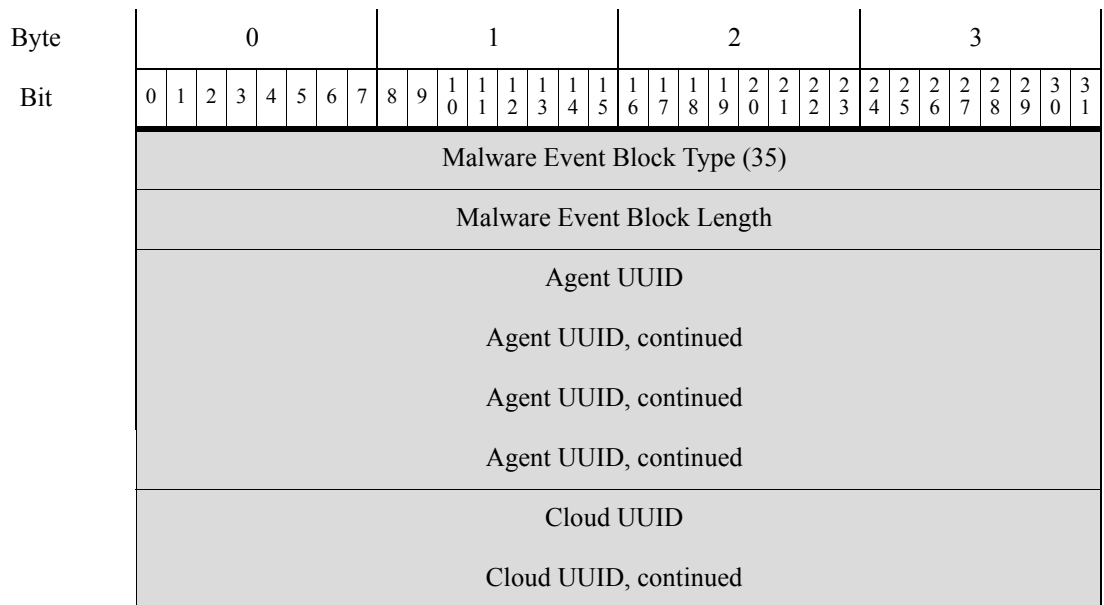 Byte 0 1 2 3
Bit 0 1 2 3 4 5 6 7 8 9 10 11 12 13 14 15 16 17 18 19 20 21 22 23 24 25 26 27 28 29 30 31
Malware Event Block Type (35)
Malware Event Block Length
Agent UUID
Agent UUID, continued
Agent UUID, continued
Agent UUID, continued
Cloud UUID
Cloud UUID, continued